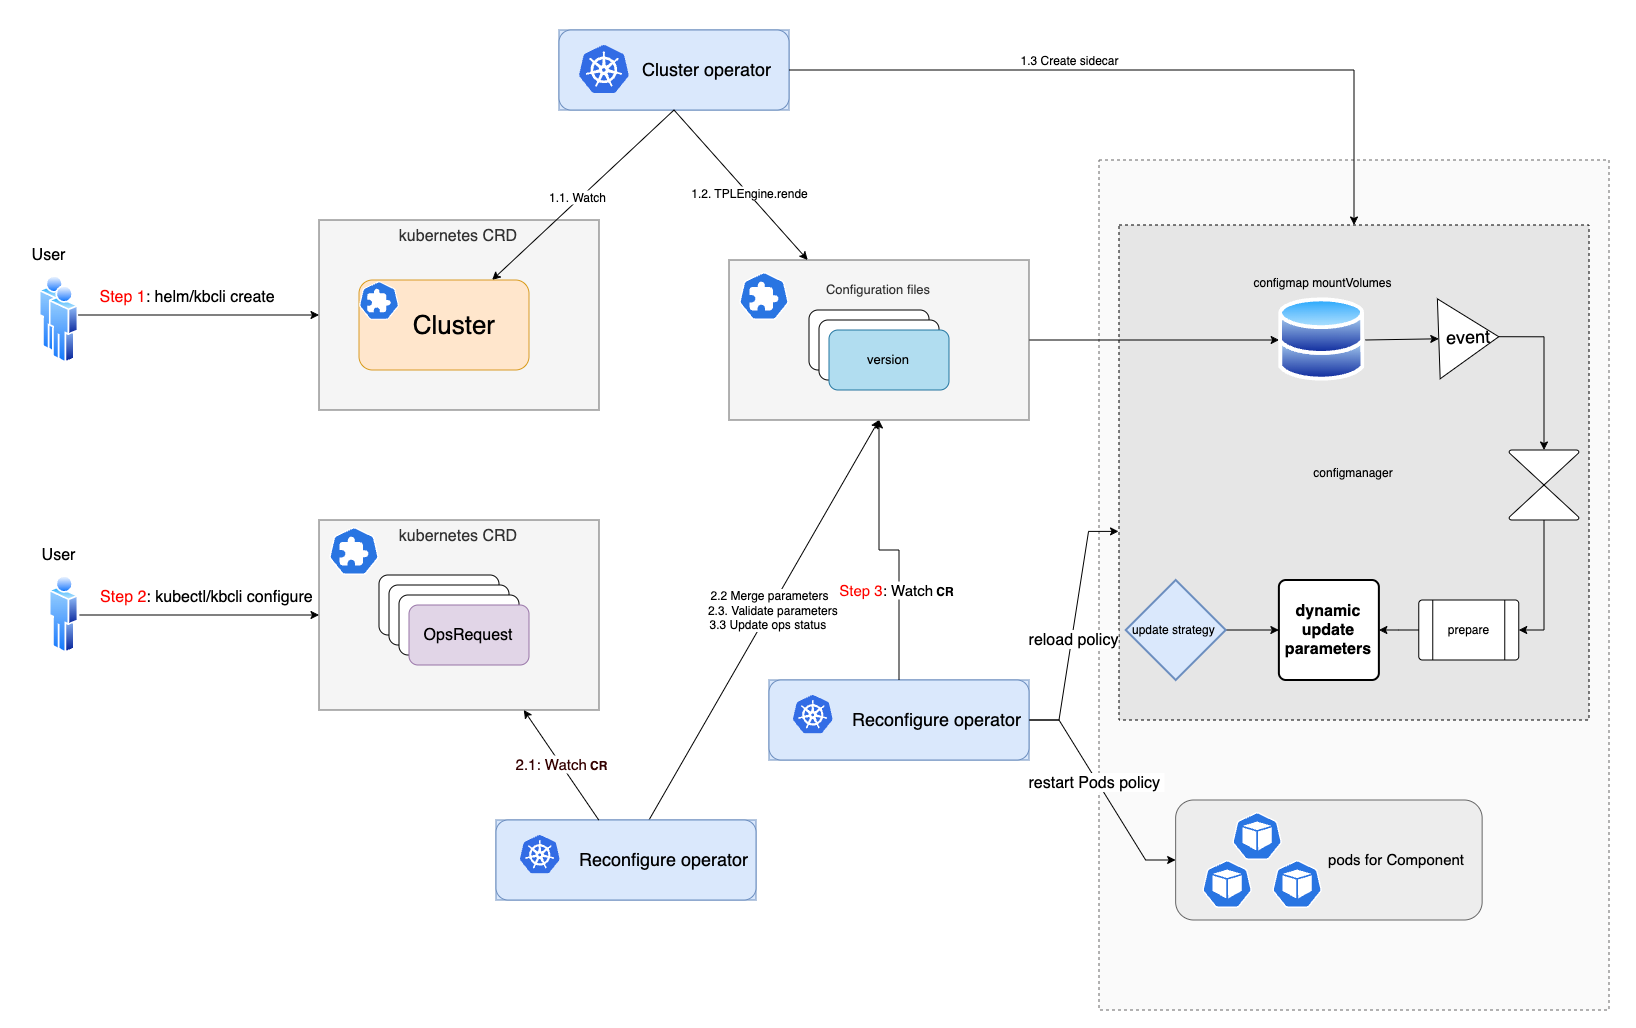 Cluster operator
1.3 Create sidecar
1.1. Watch
1.2. TPLEngine.rende
User
Step 1: helm/kbcli create
kubernetes CRD
Cluster
Configuration files
version
configmap mountVolumes
event
configmanager
User
Step 2: kubectl/kbcli configure
kubernetes CRD
OpsRequest
2.2 Merge parameters
2.3. Validate parameters
3.3 Update ops status
Step 3: Watch CR
reload policy
update strategy
dynamic
update
parameters
prepare
Reconfigure operator
2.1: Watch CR
restart Pods policy
Reconfigure operator
pods for Component